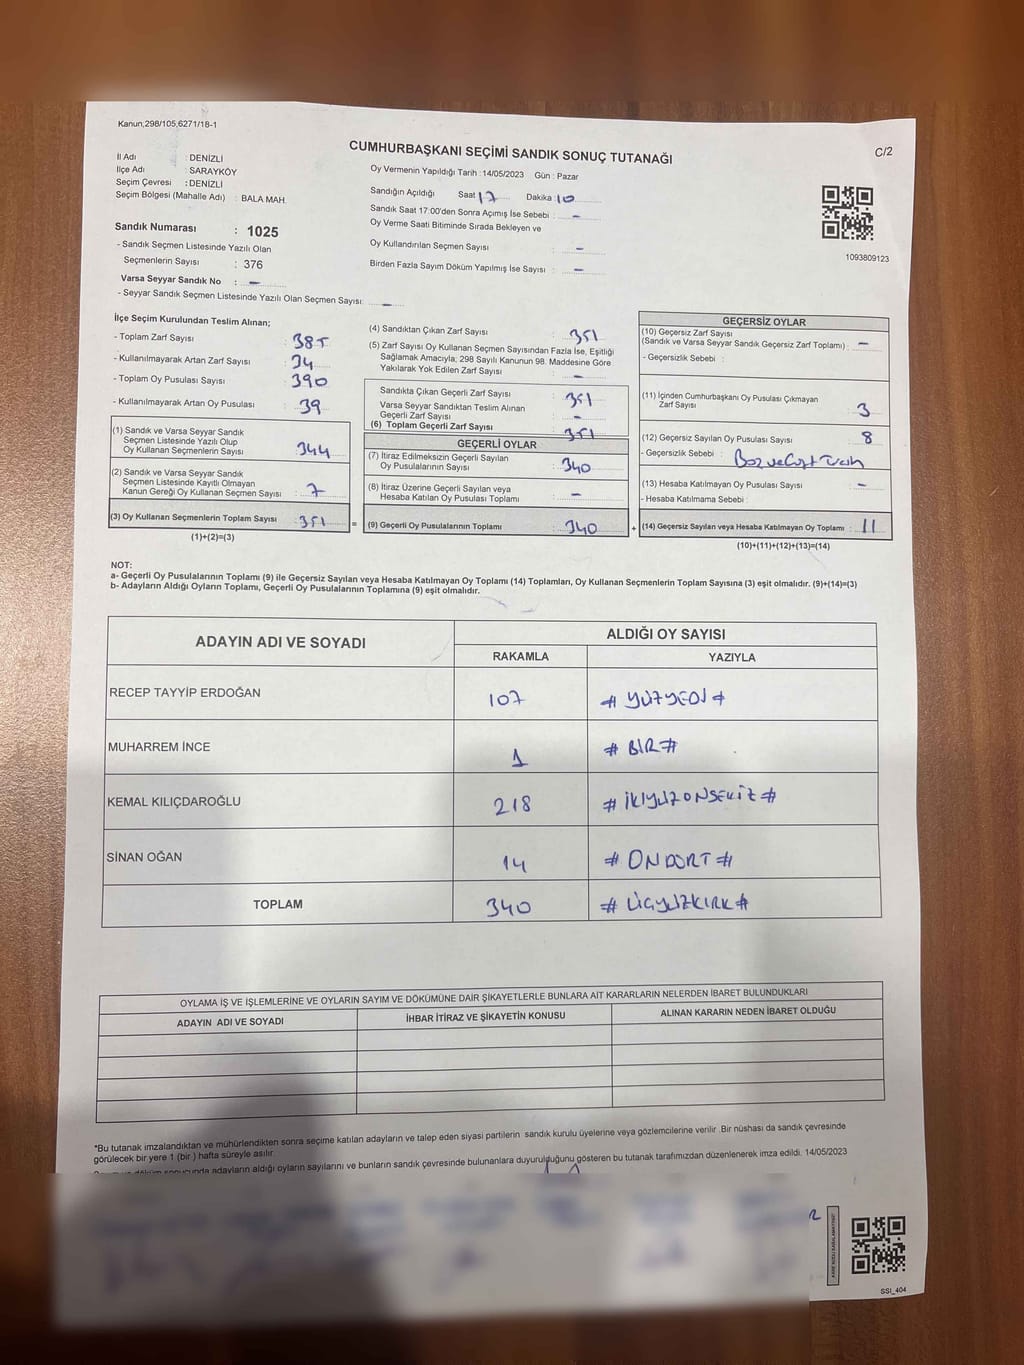 Kanun;298/105,6271/18-1
CUMHURBAŞKANI SEÇİMİ SANDIK SONUÇ TUTANAĞI
C/2
İl Adı : DENİZLİ
İlçe Adı : SARAYKÖY
Seçim Çevresi : DENİZLİ
Seçim Bölgesi (Mahalle Adı) : BALA MAH.
Oy Vermenin Yapıldığı Tarih : 14/05/2023 Gün : Pazar
Sandığın Açıldığı Saat 17 Dakika 10
Sandık Saat 17:00'den Sonra Açımış İse Sebebi : -
Oy Verme Saati Bitiminde Sırada Bekleyen ve
Oy Kullandırılan Seçmen Sayısı : -
Birden Fazla Sayım Döküm Yapılmış İse Sayısı : -
1093809123
Sandık Numarası : 1025
- Sandık Seçmen Listesinde Yazılı Olan
Seçmenlerin Sayısı : 376
Varsa Seyyar Sandık No : -
- Seyyar Sandık Seçmen Listesinde Yazılı Olan Seçmen Sayısı: -
İlçe Seçim Kurulundan Teslim Alınan;
- Toplam Zarf Sayısı : 385
- Kullanılmayarak Artan Zarf Sayısı : 34
- Toplam Oy Pusulası Sayısı : 390
- Kullanılmayarak Artan Oy Pusulası : 39
(1) Sandık ve Varsa Seyyar Sandık
Seçmen Listesinde Yazılı Olup
Oy Kullanan Seçmenlerin Sayısı : 344
(2) Sandık ve Varsa Seyyar Sandık
Seçmen Listesinde Kayıtlı Olmayan
Kanun Gereği Oy Kullanan Seçmen Sayısı : 7
(3) Oy Kullanan Seçmenlerin Toplam Sayısı : 351
(1)+(2)=(3)
(4) Sandıktan Çıkan Zarf Sayısı : 351
(5) Zarf Sayısı Oy Kullanan Seçmen Sayısından Fazla İse, Eşitliği
Sağlamak Amacıyla; 298 Sayılı Kanunun 98. Maddesine Göre
Yakılarak Yok Edilen Zarf Sayısı : -
Sandıkta Çıkan Geçerli Zarf Sayısı : 351
Varsa Seyyar Sandıktan Teslim Alınan
Geçerli Zarf Sayısı : -
(6) Toplam Geçerli Zarf Sayısı : 351
GEÇERLİ OYLAR
(7) İtiraz Edilmeksizin Geçerli Sayılan
Oy Pusulalarının Sayısı : 340
(8) İtiraz Üzerine Geçerli Sayılan veya
Hesaba Katılan Oy Pusulası Toplamı : -
= (9) Geçerli Oy Pusulalarının Toplamı : 340
GEÇERSİZ OYLAR
(10) Geçersiz Zarf Sayısı
(Sandık ve Varsa Seyyar Sandık Geçersiz Zarf Toplamı) : -
- Geçersizlik Sebebi :
(11) İçinden Cumhurbaşkanı Oy Pusulası Çıkmayan
Zarf Sayısı : 3
(12) Geçersiz Sayılan Oy Pusulası Sayısı : 8
- Geçersizlik Sebebi :
(13) Hesaba Katılmayan Oy Pusulası Sayısı : -
- Hesaba Katılmama Sebebi :
+ (14) Geçersiz Sayılan veya Hesaba Katılmayan Oy Toplamı : 11
(10)+(11)+(12)+(13)=(14)
NOT:
a- Geçerli Oy Pusulalarının Toplamı (9) ile Geçersiz Sayılan veya Hesaba Katılmayan Oy Toplamı (14) Toplamları, Oy Kullanan Seçmenlerin Toplam Sayısına (3) eşit olmalıdır. (9)+(14)=(3)
b- Adayların Aldığı Oyların Toplamı, Geçerli Oy Pusulalarının Toplamına (9) eşit olmalıdır.
ADAYIN ADI VE SOYADI
ALDIĞI OY SAYISI
RAKAMLA YAZIYLA
RECEP TAYYİP ERDOĞAN 107 # YÜZYEDİ #
MUHARREM İNCE 1 # BİR #
KEMAL KILIÇDAROĞLU 218 # İKİYÜZONSEKİZ #
SİNAN OĞAN 14 # ONDÖRT #
TOPLAM 340 # ÜÇYÜZKIRK #
OYLAMA İŞ VE İŞLEMLERİNE VE OYLARIN SAYIM VE DÖKÜMÜNE DAİR ŞİKAYETLERLE BUNLARA AİT KARARLARIN NELERDEN İBARET BULUNDUKLARI
ADAYIN ADI VE SOYADI İHBAR İTİRAZ VE ŞİKAYETİN KONUSU ALINAN KARARIN NEDEN İBARET OLDUĞU
*Bu tutanak imzalandıktan ve mühürlendikten sonra seçime katılan adayların ve talep eden siyasi partilerin sandık kurulu üyelerine veya gözlemcilerine verilir .Bir nüshası da sandık çevresinde
görülecek bir yere 1 (bir ) hafta süreyle asılır.
döküm sonucunda adayların aldığı oyların sayılarını ve bunların sandık çevresinde bulunanlara duyurulduğunu gösteren bu tutanak tarafımızdan düzenlenerek imza edildi. 14/05/2023
SSİ_404